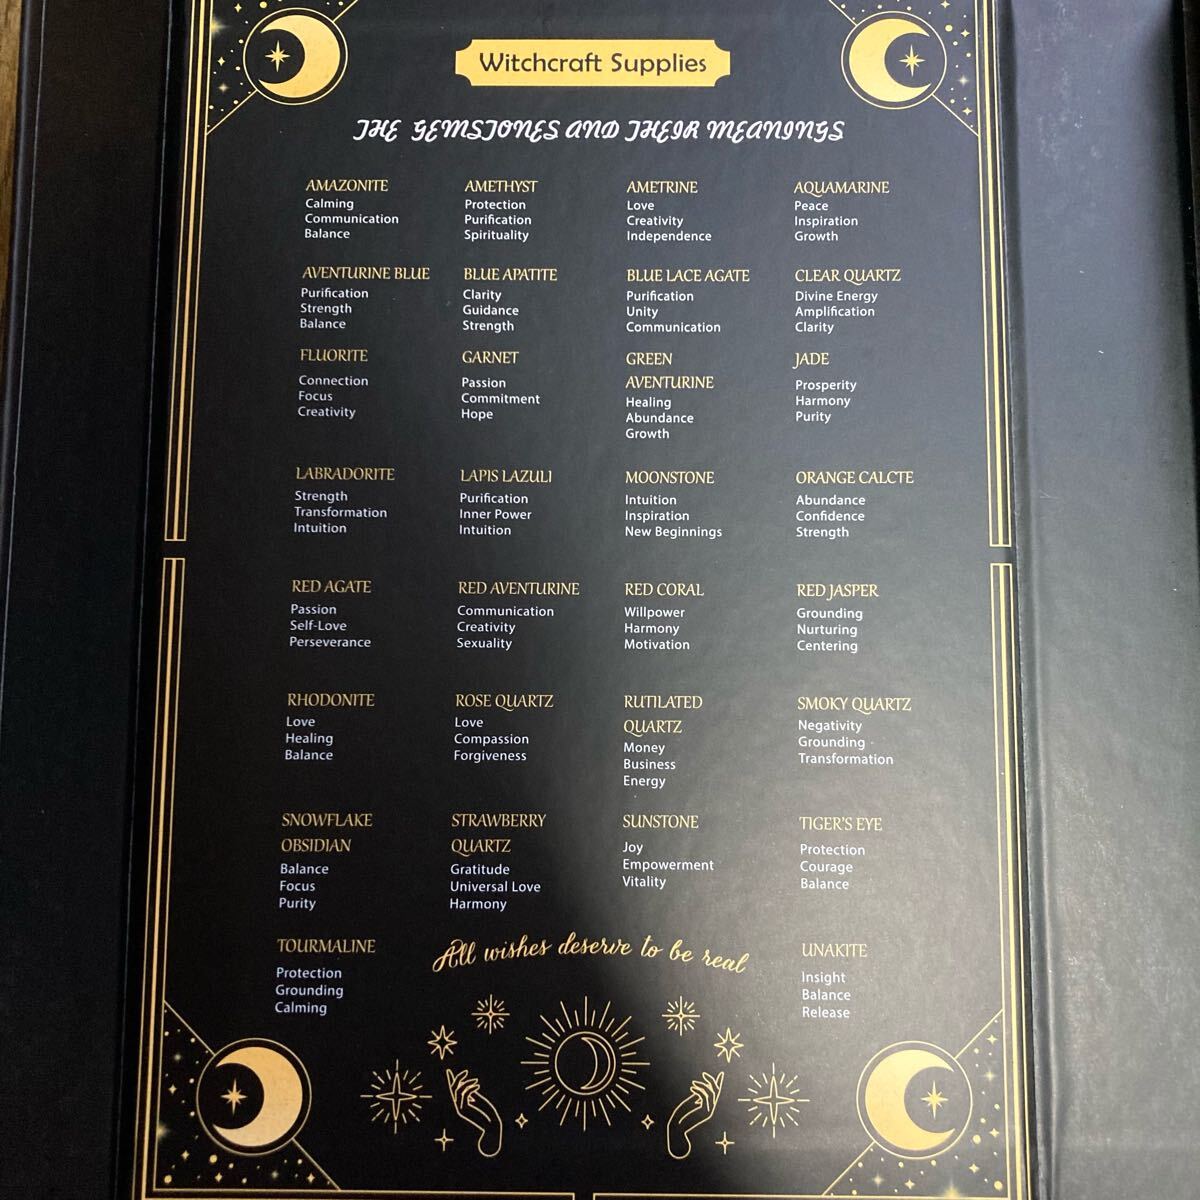 Witchcraft Supplies
THE GEMSTONES AND THEIR MEANINGS
AMAZONITE
Calming
Communication
Balance
AMETHYST
Protection
Purification
Spirituality
AMETRINE
Love
Creativity
Independence
AQUAMARINE
Peace
Inspiration
Growth
AVENTURINE BLUE
Purification
Strength
Balance
BLUE APATITE
Clarity
Guidance
Strength
BLUE LACE AGATE
Purification
Unity
Communication
CLEAR QUARTZ
Divine Energy
Amplification
Clarity
FLUORITE
Connection
Focus
Creativity
GARNET
Passion
Commitment
Hope
GREEN
AVENTURINE
Healing
Abundance
Growth
JADE
Prosperity
Harmony
Purity
LABRADORITE
Strength
Transformation
Intuition
LAPIS LAZULI
Purification
Inner Power
Intuition
MOONSTONE
Intuition
Inspiration
New Beginnings
ORANGE CALCTE
Abundance
Confidence
Strength
RED AGATE
Passion
Self-Love
Perseverance
RED AVENTURINE
Communication
Creativity
Sexuality
RED CORAL
Willpower
Harmony
Motivation
RED JASPER
Grounding
Nurturing
Centering
RHODONITE
Love
Healing
Balance
ROSE QUARTZ
Love
Compassion
Forgiveness
RUTILATED
QUARTZ
Money
Business
Energy
SMOKY QUARTZ
Negativity
Grounding
Transformation
SNOWFLAKE
OBSIDIAN
Balance
Focus
Purity
STRAWBERRY
QUARTZ
Gratitude
Universal Love
Harmony
SUNSTONE
Joy
Empowerment
Vitality
TIGER'S EYE
Protection
Courage
Balance
TOURMALINE
Protection
Grounding
Calming
All wishes deserve to be real
UNAKITE
Insight
Balance
Release